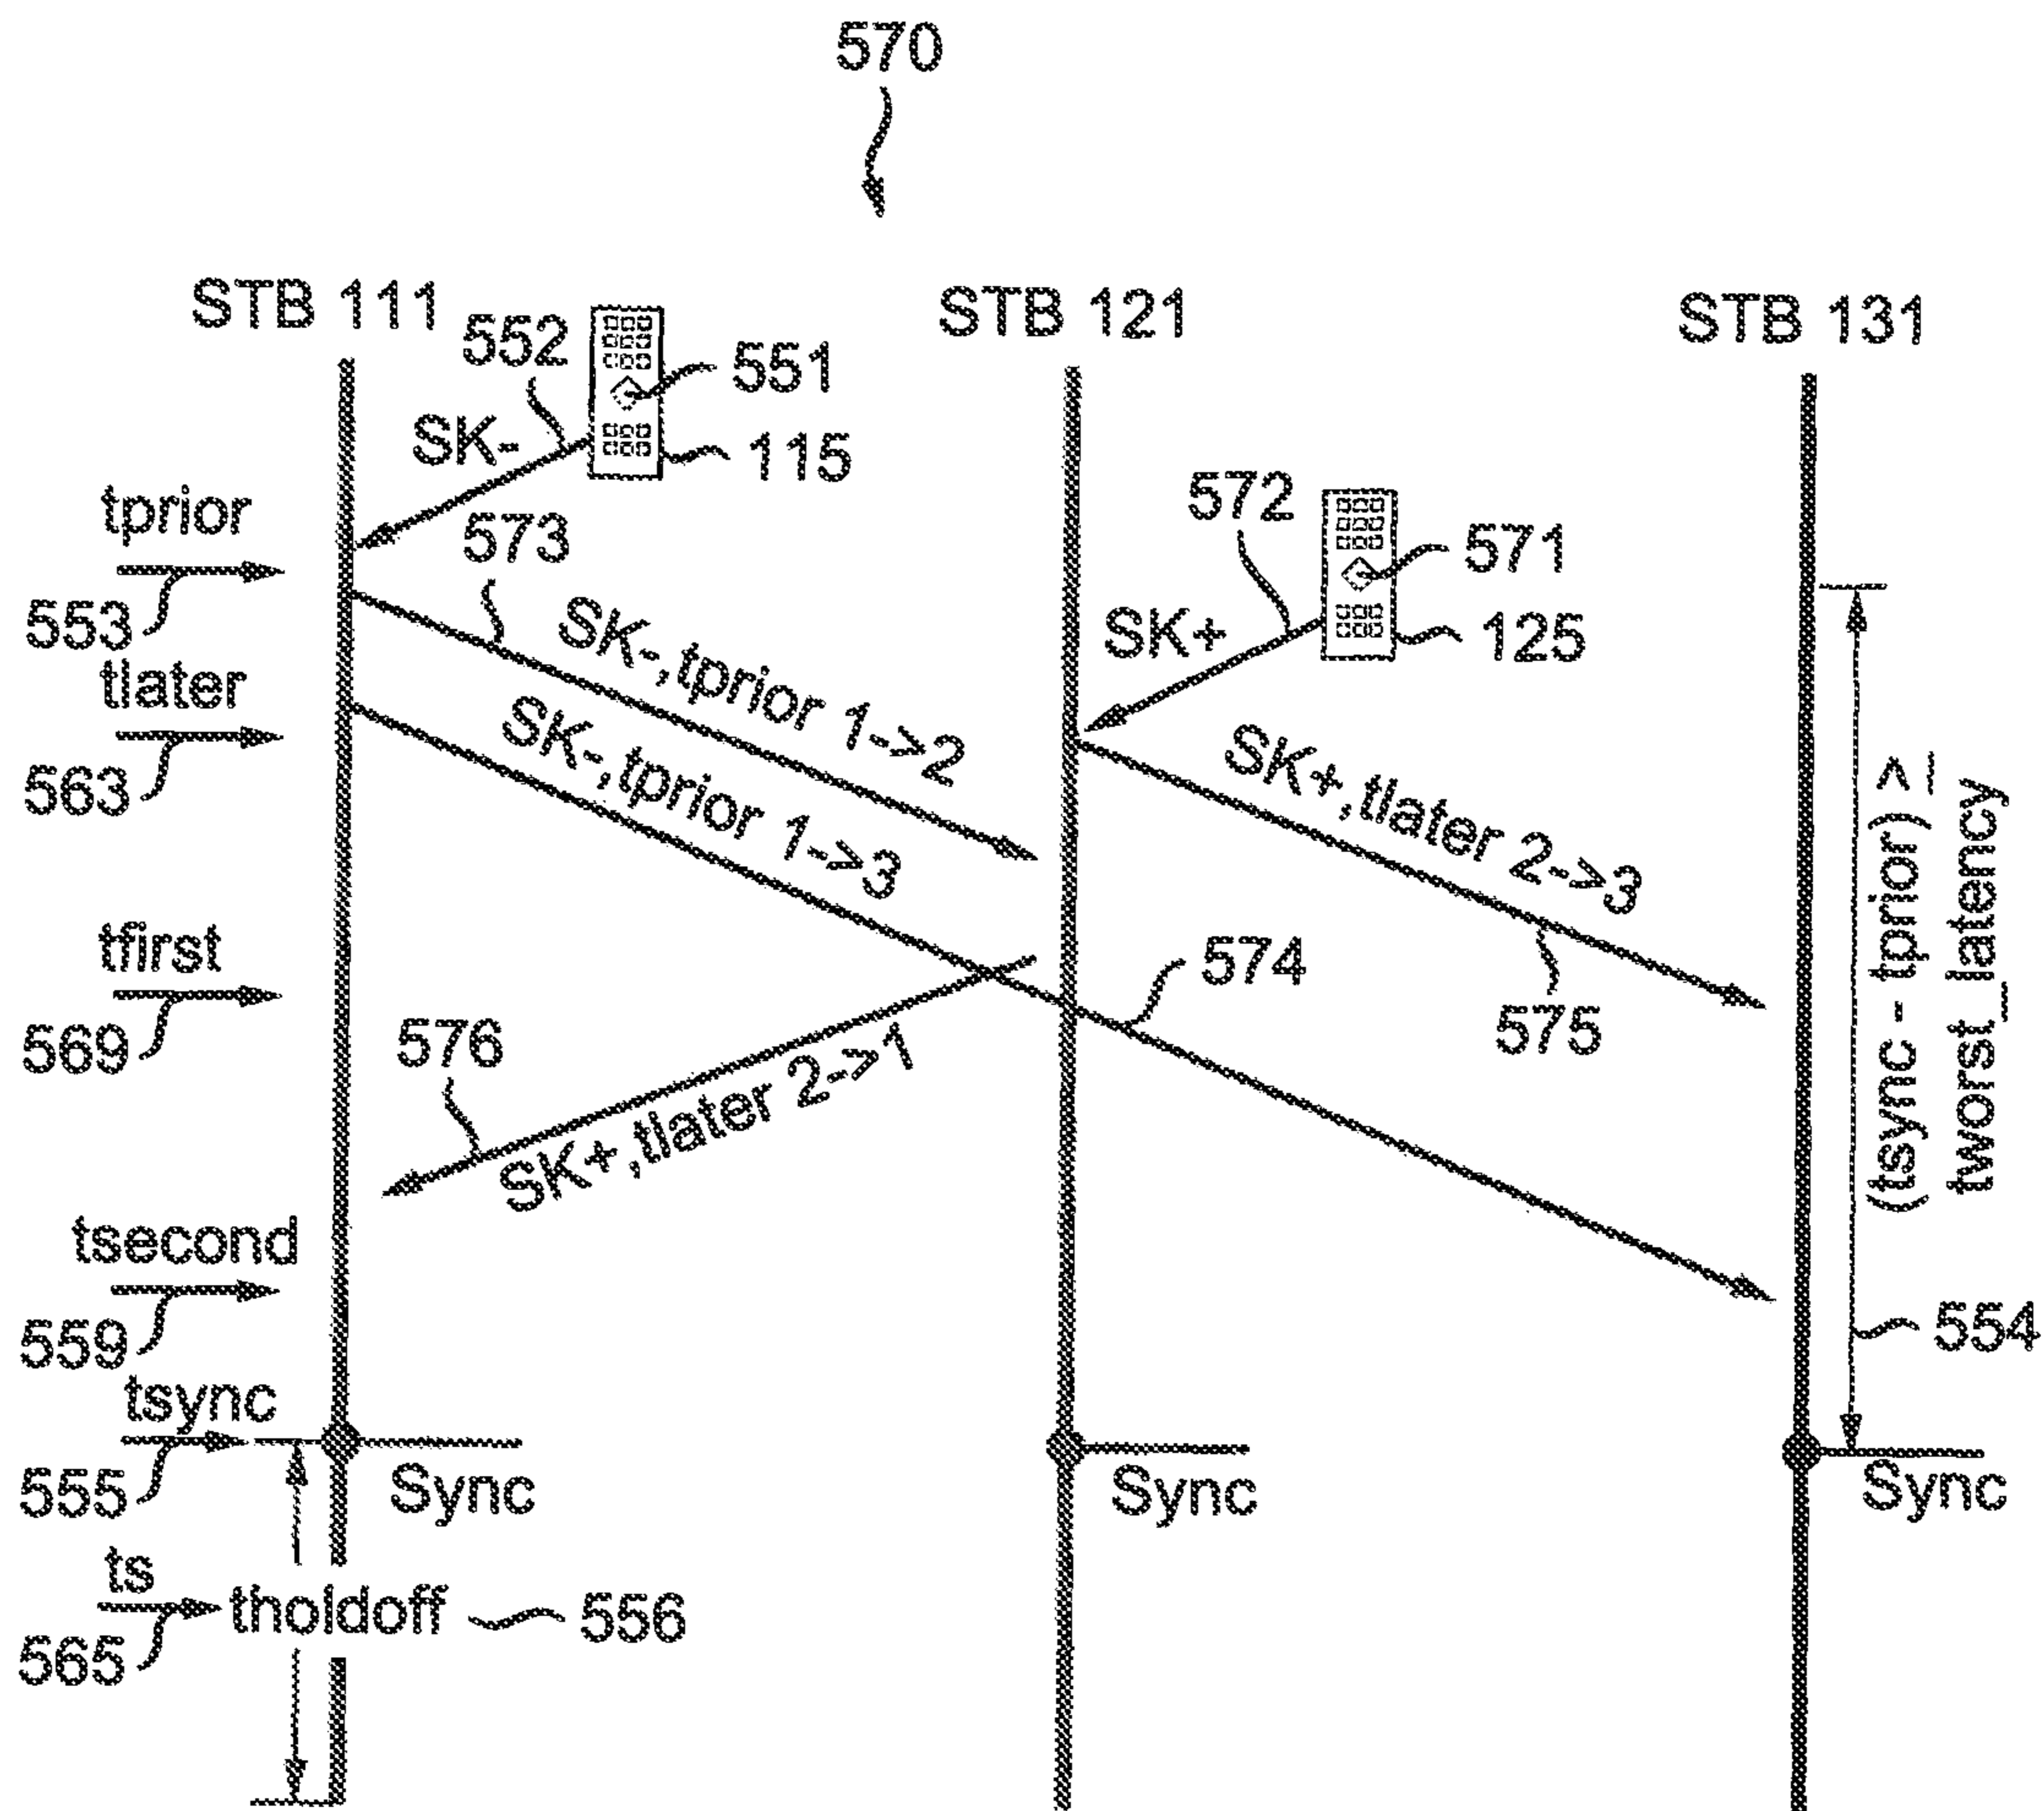 570
STB 111
STB 121
STB 131
552
551
SK-
115
572
tprior
573
571
553
SK+
125
SK-,tprior 1->2
tlater
563
SK-,tprior 1->3
SK+,tlater 2->3
(tsync - tprior) ≥
tworst_latency
tfirst
574
569
576
575
SK+,tlater 2->1
tsecond
559
554
tsync
555
Sync
Sync
Sync
ts
tholdoff
556
565